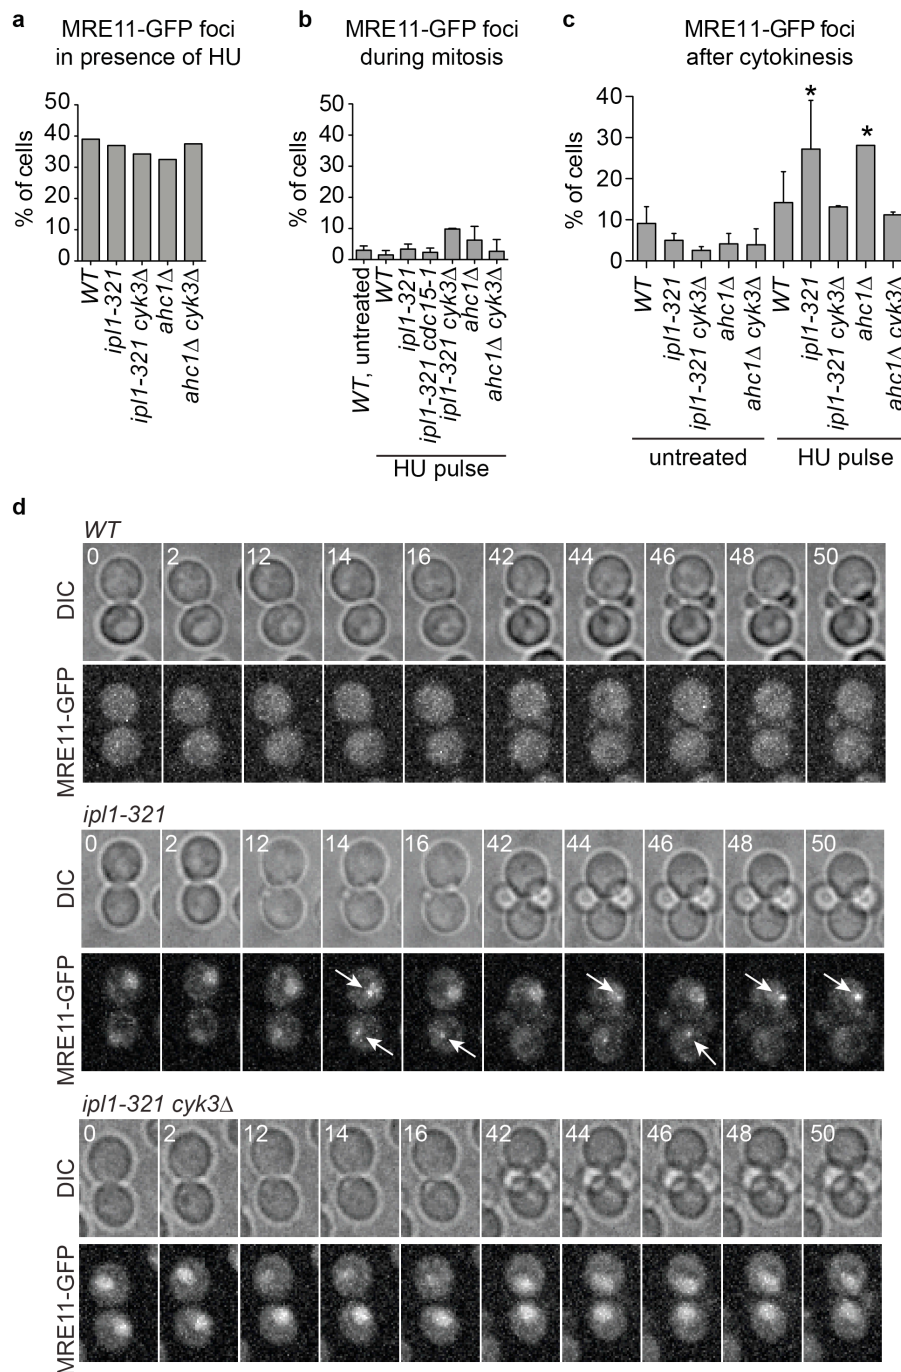 a
MRE11-GFP foci
in presence of HU
% of cells
50
40
30
20
10
0
WT
ipl1-321
ipl1-321 cyk3Δ
ahc1Δ
ahc1Δ cyk3Δ
b
MRE11-GFP foci
during mitosis
% of cells
50
40
30
20
10
0
WT, untreated
WT
ipl1-321
ipl1-321 cdc15-1
ipl1-321 cyk3Δ
ahc1Δ
ahc1Δ cyk3Δ
HU pulse
c
MRE11-GFP foci
after cytokinesis
% of cells
40
30
20
10
0
* *
WT
ipl1-321
ipl1-321 cyk3Δ
ahc1Δ
ahc1Δ cyk3Δ
WT
ipl1-321
ipl1-321 cyk3Δ
ahc1Δ
ahc1Δ cyk3Δ
untreated
HU pulse
d
WT
DIC
0 2 12 14 16 42 44 46 48 50
MRE11-GFP
ipl1-321
DIC
0 2 12 14 16 42 44 46 48 50
MRE11-GFP
ipl1-321 cyk3Δ
DIC
0 2 12 14 16 42 44 46 48 50
MRE11-GFP